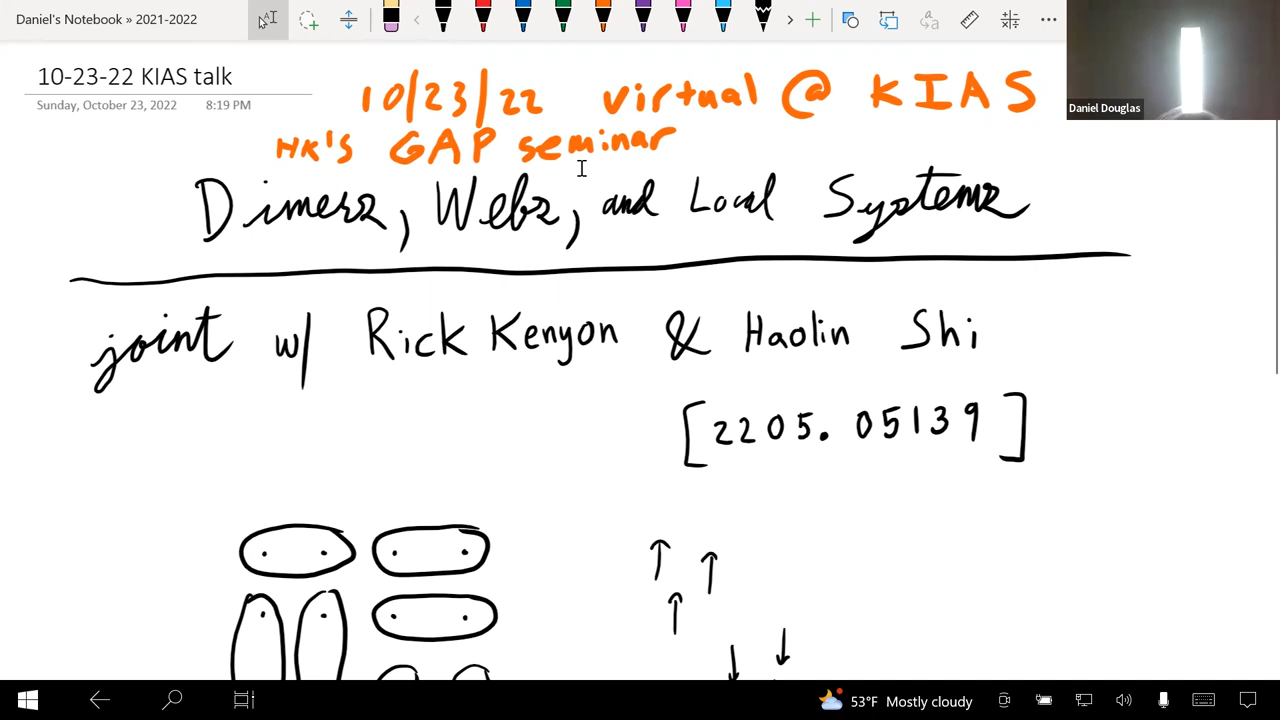 Daniel's Notebook » 2021-2022
10-23-22 KIAS talk
Sunday, October 23, 2022 8:19 PM
Daniel Douglas
10/23/22 virtual @ KIAS
HK's GAP seminar
Dimers, Webs, and Local Systems
joint w/ Rick Kenyon & Haolin Shi
[2205.05139]
53°F Mostly cloudy